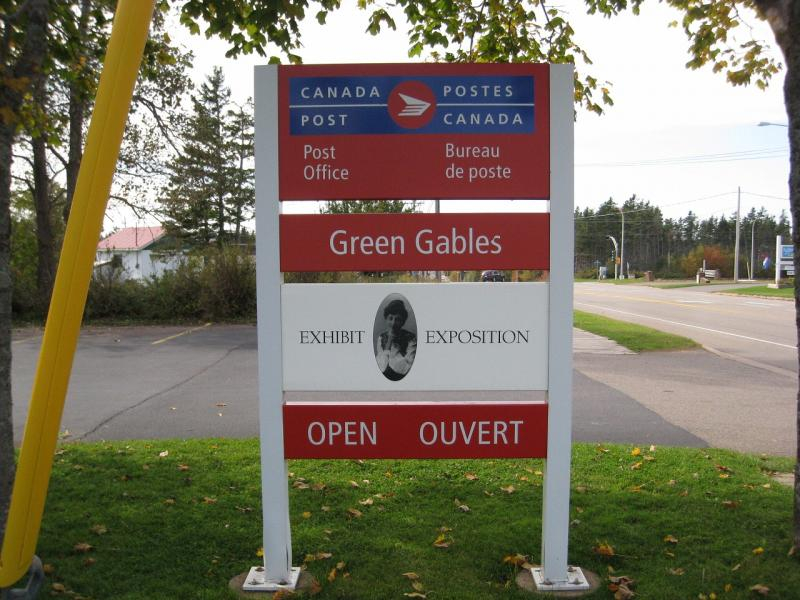 CANADA POSTES
POST CANADA
Post Bureau
Office de poste
Green Gables
EXHIBIT EXPOSITION
OPEN OUVERT